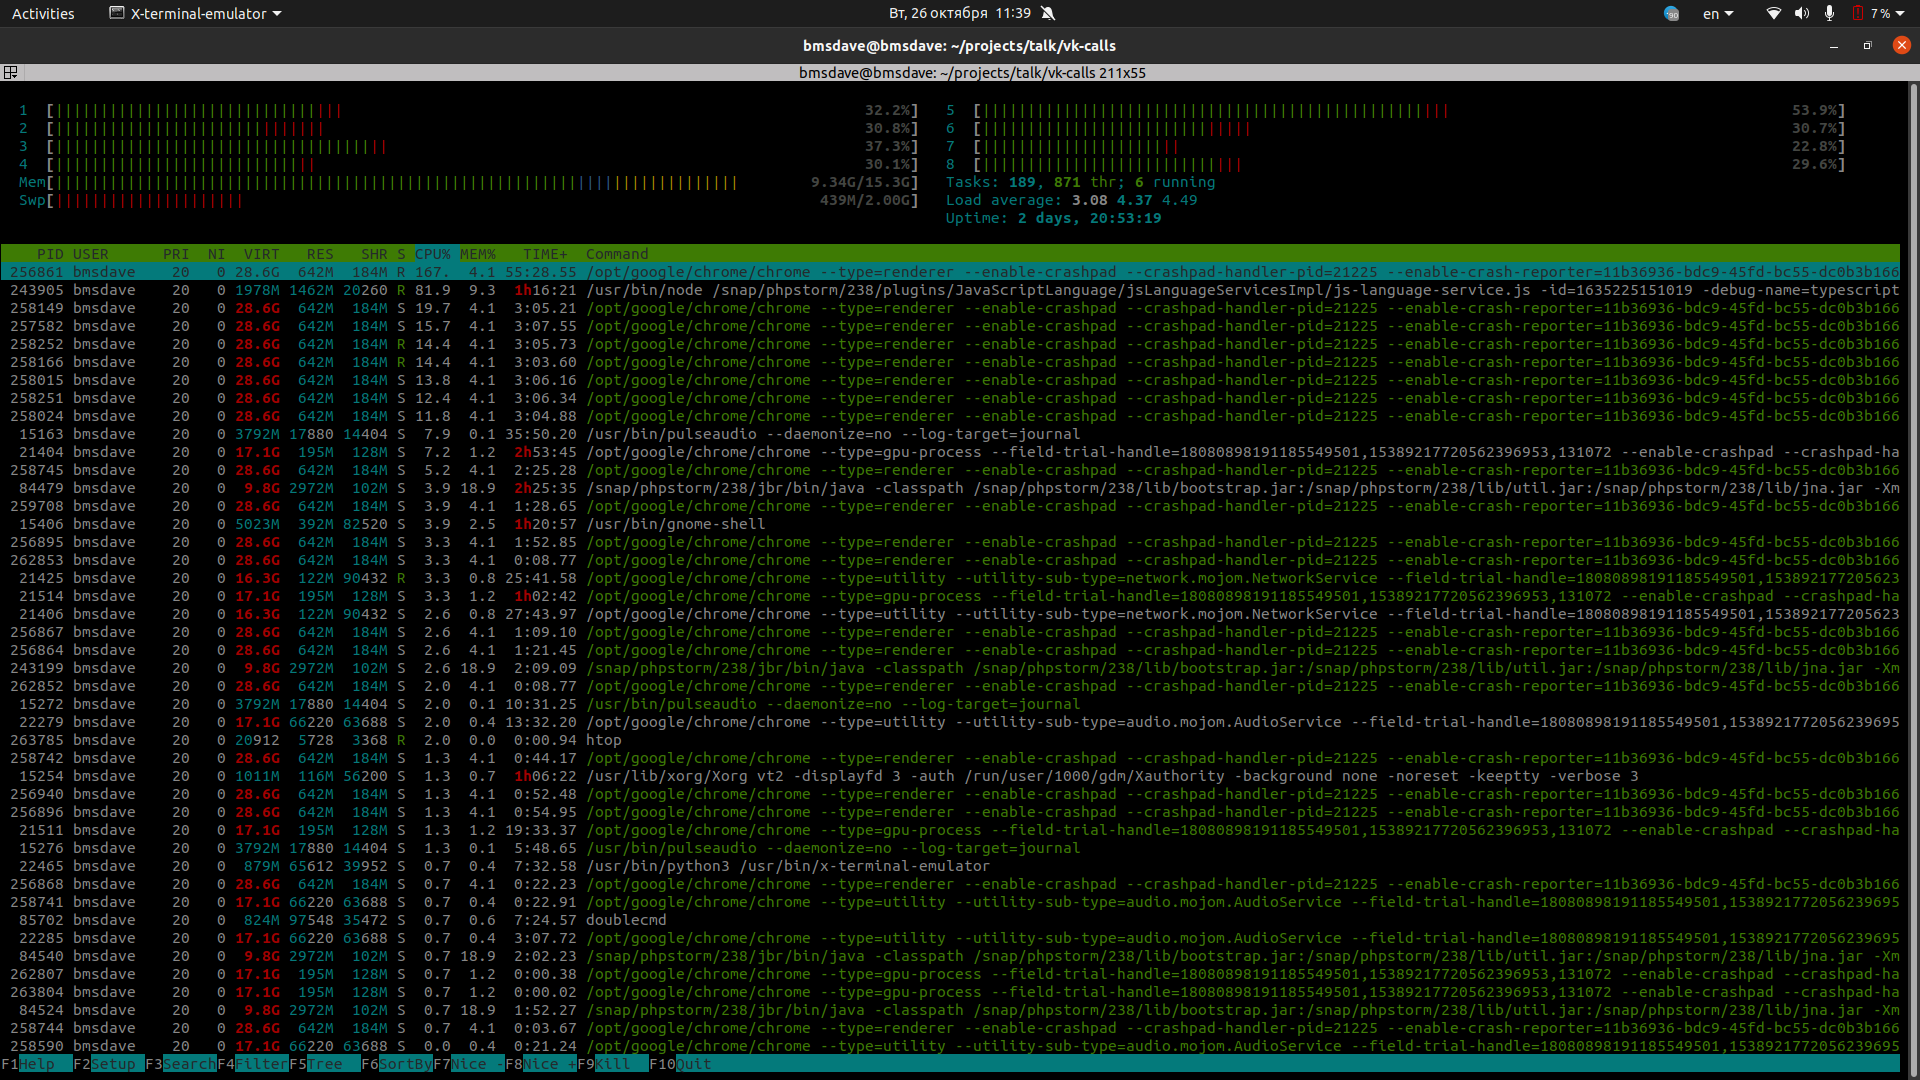 Activities X-terminal-emulator Вт, 26 октября 11:39 en 7 %
bmsdave@bmsdave: ~/projects/talk/vk-calls
bmsdave@bmsdave: ~/projects/talk/vk-calls 211x55
1 [ 32.2%] 5 [ 53.9%]
2 [ 30.8%] 6 [ 30.7%]
3 [ 37.3%] 7 [ 22.8%]
4 [ 30.1%] 8 [ 29.6%]
Mem[ 9.34G/15.3G] Tasks: 189, 871 thr; 6 running
Swp[ 439M/2.00G] Load average: 3.08 4.37 4.49
Uptime: 2 days, 20:53:19
PID USER PRI NI VIRT RES SHR S CPU% MEM% TIME+ Command
256861 bmsdave 20 0 28.6G 642M 184M R 167. 4.1 55:28.55 /opt/google/chrome/chrome --type=renderer --enable-crashpad --crashpad-handler-pid=21225 --enable-crash-reporter=11b36936-bdc9-45fd-bc55-dc0b3b166
243905 bmsdave 20 0 1978M 1462M 20260 R 81.9 9.3 1h16:21 /usr/bin/node /snap/phpstorm/238/plugins/JavaScriptLanguage/jsLanguageServicesImpl/js-language-service.js -id=1635225151019 -debug-name=typescript
258149 bmsdave 20 0 28.6G 642M 184M S 19.7 4.1 3:05.21 /opt/google/chrome/chrome --type=renderer --enable-crashpad --crashpad-handler-pid=21225 --enable-crash-reporter=11b36936-bdc9-45fd-bc55-dc0b3b166
257582 bmsdave 20 0 28.6G 642M 184M S 15.7 4.1 3:07.55 /opt/google/chrome/chrome --type=renderer --enable-crashpad --crashpad-handler-pid=21225 --enable-crash-reporter=11b36936-bdc9-45fd-bc55-dc0b3b166
258252 bmsdave 20 0 28.6G 642M 184M R 14.4 4.1 3:05.73 /opt/google/chrome/chrome --type=renderer --enable-crashpad --crashpad-handler-pid=21225 --enable-crash-reporter=11b36936-bdc9-45fd-bc55-dc0b3b166
258166 bmsdave 20 0 28.6G 642M 184M R 14.4 4.1 3:03.60 /opt/google/chrome/chrome --type=renderer --enable-crashpad --crashpad-handler-pid=21225 --enable-crash-reporter=11b36936-bdc9-45fd-bc55-dc0b3b166
258015 bmsdave 20 0 28.6G 642M 184M S 13.8 4.1 3:06.16 /opt/google/chrome/chrome --type=renderer --enable-crashpad --crashpad-handler-pid=21225 --enable-crash-reporter=11b36936-bdc9-45fd-bc55-dc0b3b166
258251 bmsdave 20 0 28.6G 642M 184M S 12.4 4.1 3:06.34 /opt/google/chrome/chrome --type=renderer --enable-crashpad --crashpad-handler-pid=21225 --enable-crash-reporter=11b36936-bdc9-45fd-bc55-dc0b3b166
258024 bmsdave 20 0 28.6G 642M 184M S 11.8 4.1 3:04.88 /opt/google/chrome/chrome --type=renderer --enable-crashpad --crashpad-handler-pid=21225 --enable-crash-reporter=11b36936-bdc9-45fd-bc55-dc0b3b166
15163 bmsdave 20 0 3792M 17880 14404 S 7.9 0.1 35:50.20 /usr/bin/pulseaudio --daemonize=no --log-target=journal
21404 bmsdave 20 0 17.1G 195M 128M S 7.2 1.2 2h53:45 /opt/google/chrome/chrome --type=gpu-process --field-trial-handle=18080898191185549501,15389217720562396953,131072 --enable-crashpad --crashpad-ha
258745 bmsdave 20 0 28.6G 642M 184M S 5.2 4.1 2:25.28 /opt/google/chrome/chrome --type=renderer --enable-crashpad --crashpad-handler-pid=21225 --enable-crash-reporter=11b36936-bdc9-45fd-bc55-dc0b3b166
84479 bmsdave 20 0 9.8G 2972M 102M S 3.9 18.9 2h25:35 /snap/phpstorm/238/jbr/bin/java -classpath /snap/phpstorm/238/lib/bootstrap.jar:/snap/phpstorm/238/lib/util.jar:/snap/phpstorm/238/lib/jna.jar -Xm
259708 bmsdave 20 0 28.6G 642M 184M S 3.9 4.1 1:28.65 /opt/google/chrome/chrome --type=renderer --enable-crashpad --crashpad-handler-pid=21225 --enable-crash-reporter=11b36936-bdc9-45fd-bc55-dc0b3b166
15406 bmsdave 20 0 5023M 392M 82520 S 3.9 2.5 1h20:57 /usr/bin/gnome-shell
256895 bmsdave 20 0 28.6G 642M 184M S 3.3 4.1 1:52.85 /opt/google/chrome/chrome --type=renderer --enable-crashpad --crashpad-handler-pid=21225 --enable-crash-reporter=11b36936-bdc9-45fd-bc55-dc0b3b166
262853 bmsdave 20 0 28.6G 642M 184M S 3.3 4.1 0:08.77 /opt/google/chrome/chrome --type=renderer --enable-crashpad --crashpad-handler-pid=21225 --enable-crash-reporter=11b36936-bdc9-45fd-bc55-dc0b3b166
21425 bmsdave 20 0 16.3G 122M 90432 R 3.3 0.8 25:41.58 /opt/google/chrome/chrome --type=utility --utility-sub-type=network.mojom.NetworkService --field-trial-handle=18080898191185549501,153892177205623
21514 bmsdave 20 0 17.1G 195M 128M S 3.3 1.2 1h02:42 /opt/google/chrome/chrome --type=gpu-process --field-trial-handle=18080898191185549501,15389217720562396953,131072 --enable-crashpad --crashpad-ha
21406 bmsdave 20 0 16.3G 122M 90432 S 2.6 0.8 27:43.97 /opt/google/chrome/chrome --type=utility --utility-sub-type=network.mojom.NetworkService --field-trial-handle=18080898191185549501,153892177205623
256867 bmsdave 20 0 28.6G 642M 184M S 2.6 4.1 1:09.10 /opt/google/chrome/chrome --type=renderer --enable-crashpad --crashpad-handler-pid=21225 --enable-crash-reporter=11b36936-bdc9-45fd-bc55-dc0b3b166
256864 bmsdave 20 0 28.6G 642M 184M S 2.6 4.1 1:21.45 /opt/google/chrome/chrome --type=renderer --enable-crashpad --crashpad-handler-pid=21225 --enable-crash-reporter=11b36936-bdc9-45fd-bc55-dc0b3b166
243199 bmsdave 20 0 9.8G 2972M 102M S 2.6 18.9 2:09.09 /snap/phpstorm/238/jbr/bin/java -classpath /snap/phpstorm/238/lib/bootstrap.jar:/snap/phpstorm/238/lib/util.jar:/snap/phpstorm/238/lib/jna.jar -Xm
262852 bmsdave 20 0 28.6G 642M 184M S 2.0 4.1 0:08.77 /opt/google/chrome/chrome --type=renderer --enable-crashpad --crashpad-handler-pid=21225 --enable-crash-reporter=11b36936-bdc9-45fd-bc55-dc0b3b166
15272 bmsdave 20 0 3792M 17880 14404 S 2.0 0.1 10:31.25 /usr/bin/pulseaudio --daemonize=no --log-target=journal
22279 bmsdave 20 0 17.1G 66220 63688 S 2.0 0.4 13:32.20 /opt/google/chrome/chrome --type=utility --utility-sub-type=audio.mojom.AudioService --field-trial-handle=18080898191185549501,1538921772056239695
263785 bmsdave 20 0 20912 5728 3368 R 2.0 0.0 0:00.94 htop
258742 bmsdave 20 0 28.6G 642M 184M S 1.3 4.1 0:44.17 /opt/google/chrome/chrome --type=renderer --enable-crashpad --crashpad-handler-pid=21225 --enable-crash-reporter=11b36936-bdc9-45fd-bc55-dc0b3b166
15254 bmsdave 20 0 1011M 116M 56200 S 1.3 0.7 1h06:22 /usr/lib/xorg/Xorg vt2 -displayfd 3 -auth /run/user/1000/gdm/Xauthority -background none -noreset -keeptty -verbose 3
256940 bmsdave 20 0 28.6G 642M 184M S 1.3 4.1 0:52.48 /opt/google/chrome/chrome --type=renderer --enable-crashpad --crashpad-handler-pid=21225 --enable-crash-reporter=11b36936-bdc9-45fd-bc55-dc0b3b166
256896 bmsdave 20 0 28.6G 642M 184M S 1.3 4.1 0:54.95 /opt/google/chrome/chrome --type=renderer --enable-crashpad --crashpad-handler-pid=21225 --enable-crash-reporter=11b36936-bdc9-45fd-bc55-dc0b3b166
21511 bmsdave 20 0 17.1G 195M 128M S 1.3 1.2 19:33.37 /opt/google/chrome/chrome --type=gpu-process --field-trial-handle=18080898191185549501,15389217720562396953,131072 --enable-crashpad --crashpad-ha
15276 bmsdave 20 0 3792M 17880 14404 S 1.3 0.1 5:48.65 /usr/bin/pulseaudio --daemonize=no --log-target=journal
22465 bmsdave 20 0 879M 65612 39952 S 0.7 0.4 7:32.58 /usr/bin/python3 /usr/bin/x-terminal-emulator
256868 bmsdave 20 0 28.6G 642M 184M S 0.7 4.1 0:22.23 /opt/google/chrome/chrome --type=renderer --enable-crashpad --crashpad-handler-pid=21225 --enable-crash-reporter=11b36936-bdc9-45fd-bc55-dc0b3b166
258741 bmsdave 20 0 17.1G 66220 63688 S 0.7 0.4 0:22.91 /opt/google/chrome/chrome --type=utility --utility-sub-type=audio.mojom.AudioService --field-trial-handle=18080898191185549501,1538921772056239695
85702 bmsdave 20 0 824M 97548 35472 S 0.7 0.6 7:24.57 doublecmd
22285 bmsdave 20 0 17.1G 66220 63688 S 0.7 0.4 3:07.72 /opt/google/chrome/chrome --type=utility --utility-sub-type=audio.mojom.AudioService --field-trial-handle=18080898191185549501,1538921772056239695
84540 bmsdave 20 0 9.8G 2972M 102M S 0.7 18.9 2:02.23 /snap/phpstorm/238/jbr/bin/java -classpath /snap/phpstorm/238/lib/bootstrap.jar:/snap/phpstorm/238/lib/util.jar:/snap/phpstorm/238/lib/jna.jar -Xm
262807 bmsdave 20 0 17.1G 195M 128M S 0.7 1.2 0:00.38 /opt/google/chrome/chrome --type=gpu-process --field-trial-handle=18080898191185549501,15389217720562396953,131072 --enable-crashpad --crashpad-ha
263804 bmsdave 20 0 17.1G 195M 128M S 0.7 1.2 0:00.02 /opt/google/chrome/chrome --type=gpu-process --field-trial-handle=18080898191185549501,15389217720562396953,131072 --enable-crashpad --crashpad-ha
84524 bmsdave 20 0 9.8G 2972M 102M S 0.7 18.9 1:52.27 /snap/phpstorm/238/jbr/bin/java -classpath /snap/phpstorm/238/lib/bootstrap.jar:/snap/phpstorm/238/lib/util.jar:/snap/phpstorm/238/lib/jna.jar -Xm
258744 bmsdave 20 0 28.6G 642M 184M S 0.7 4.1 0:03.67 /opt/google/chrome/chrome --type=renderer --enable-crashpad --crashpad-handler-pid=21225 --enable-crash-reporter=11b36936-bdc9-45fd-bc55-dc0b3b166
258590 bmsdave 20 0 17.1G 66220 63688 S 0.0 0.4 0:21.24 /opt/google/chrome/chrome --type=utility --utility-sub-type=audio.mojom.AudioService --field-trial-handle=18080898191185549501,1538921772056239695
F1Help F2Setup F3SearchF4FilterF5Tree F6SortByF7Nice -F8Nice +F9Kill F10Quit